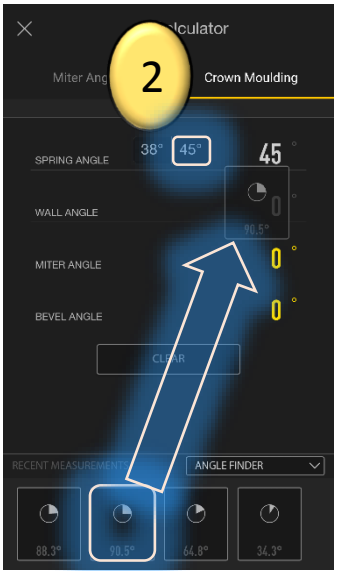 2
lculator
Miter Ang
Crown Moulding
SPRING ANGLE 38° 45° 45°
WALL ANGLE 0°
90.5°
MITER ANGLE 0°
BEVEL ANGLE 0°
CLEAR
RECENT MEASUREMENTS ANGLE FINDER
88.3° 90.5° 64.8° 34.3°